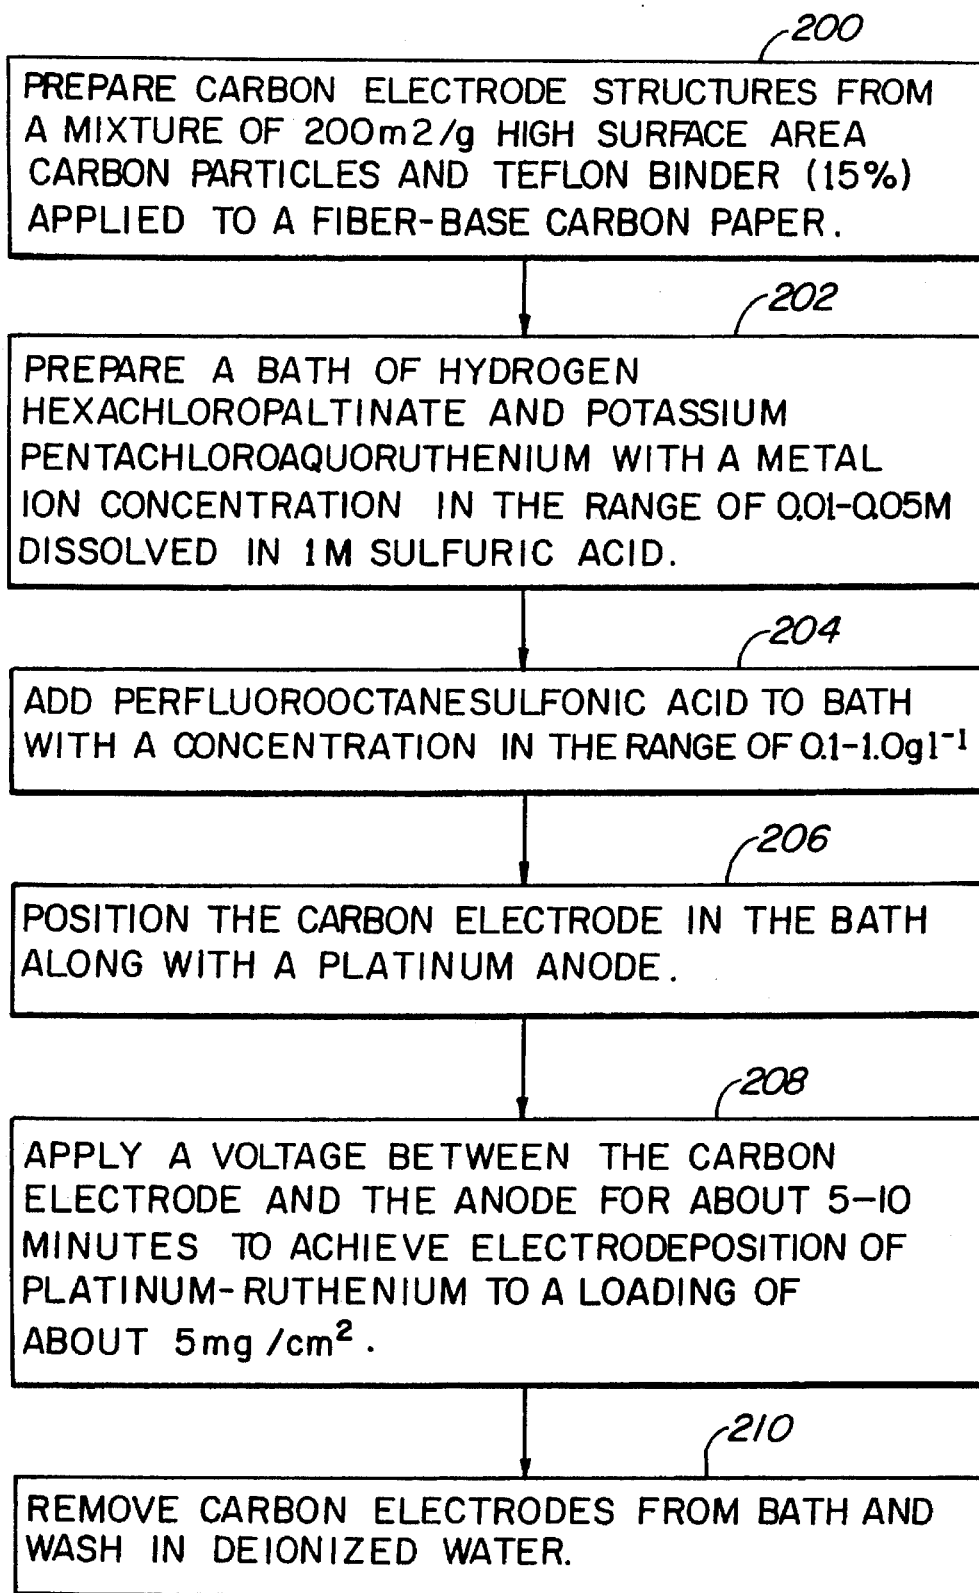 200
PREPARE CARBON ELECTRODE STRUCTURES FROM
A MIXTURE OF 200m2/g HIGH SURFACE AREA
CARBON PARTICLES AND TEFLON BINDER (15%)
APPLIED TO A FIBER-BASE CARBON PAPER.
202
PREPARE A BATH OF HYDROGEN
HEXACHLOROPALTINATE AND POTASSIUM
PENTACHLOROAQUORUTHENIUM WITH A METAL
ION CONCENTRATION IN THE RANGE OF 0.01-0.05M
DISSOLVED IN 1M SULFURIC ACID.
204
ADD PERFLUOROOCTANESULFONIC ACID TO BATH
WITH A CONCENTRATION IN THE RANGE OF 0.1-1.0gl⁻¹
206
POSITION THE CARBON ELECTRODE IN THE BATH
ALONG WITH A PLATINUM ANODE.
208
APPLY A VOLTAGE BETWEEN THE CARBON
ELECTRODE AND THE ANODE FOR ABOUT 5-10
MINUTES TO ACHIEVE ELECTRODEPOSITION OF
PLATINUM-RUTHENIUM TO A LOADING OF
ABOUT 5mg/cm².
210
REMOVE CARBON ELECTRODES FROM BATH AND
WASH IN DEIONIZED WATER.